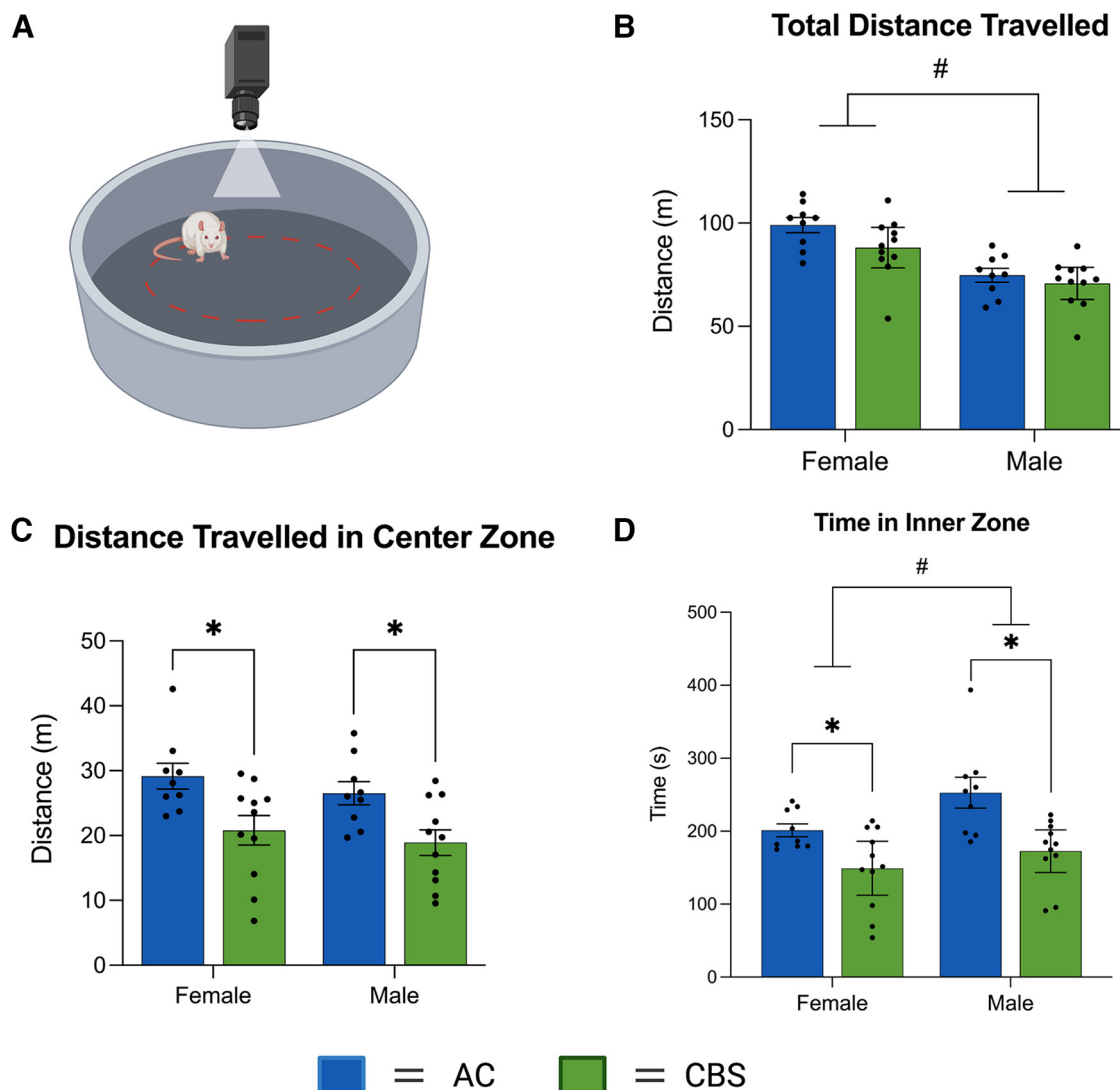 A
B
Total Distance Travelled
#
150
100
50
0
Distance (m)
Female
Male
C
Distance Travelled in Center Zone
*
*
50
40
30
20
10
0
Distance (m)
Female
Male
D
Time in Inner Zone
#
*
*
500
400
300
200
100
0
Time (s)
Female
Male
= AC
= CBS